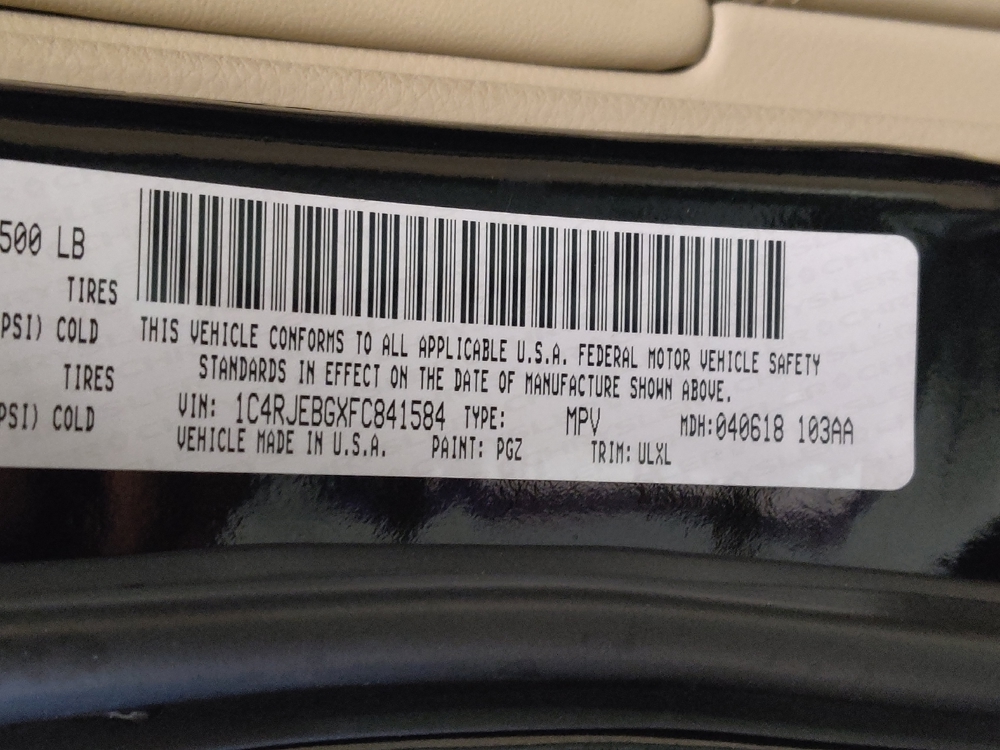 500 LB
TIRES
PSI) COLD
TIRES
PSI) COLD
THIS VEHICLE CONFORMS TO ALL APPLICABLE U.S.A. FEDERAL MOTOR VEHICLE SAFETY
STANDARDS IN EFFECT ON THE DATE OF MANUFACTURE SHOWN ABOVE.
VIN: 1C4RJEBGXFC841584 TYPE: MPV MDH:040618 103AA
VEHICLE MADE IN U.S.A. PAINT: PGZ TRIM: ULXL